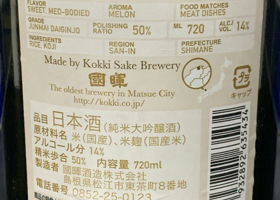 FLAVOR
SWEET, MED-BODIED
AROMA
MELON
FOOD MATCHES
MEAT DISHES
GRADE
JUNMAI DAIGINJO
POLISHING RATIO 50%
ML 720
ALC./VOL 14%
INGREDIENTS
RICE, KOJI
REGION
SAN-IN
PREFECTURE
SHIMANE
Made by Kokki Sake Brewery
國暉
The oldest brewery in Matsue City
http://kokki.co.jp/
プラ
キャップ
品目 日本酒(純米大吟醸酒)
原材料名 米(国産)、米麹(国産米)
アルコール分 14%
精米歩合 50% 内容量 720ml
製造者 國暉酒造株式会社
島根県松江市東茶町8番地
電話番号 0852-25-0123
4932892635434